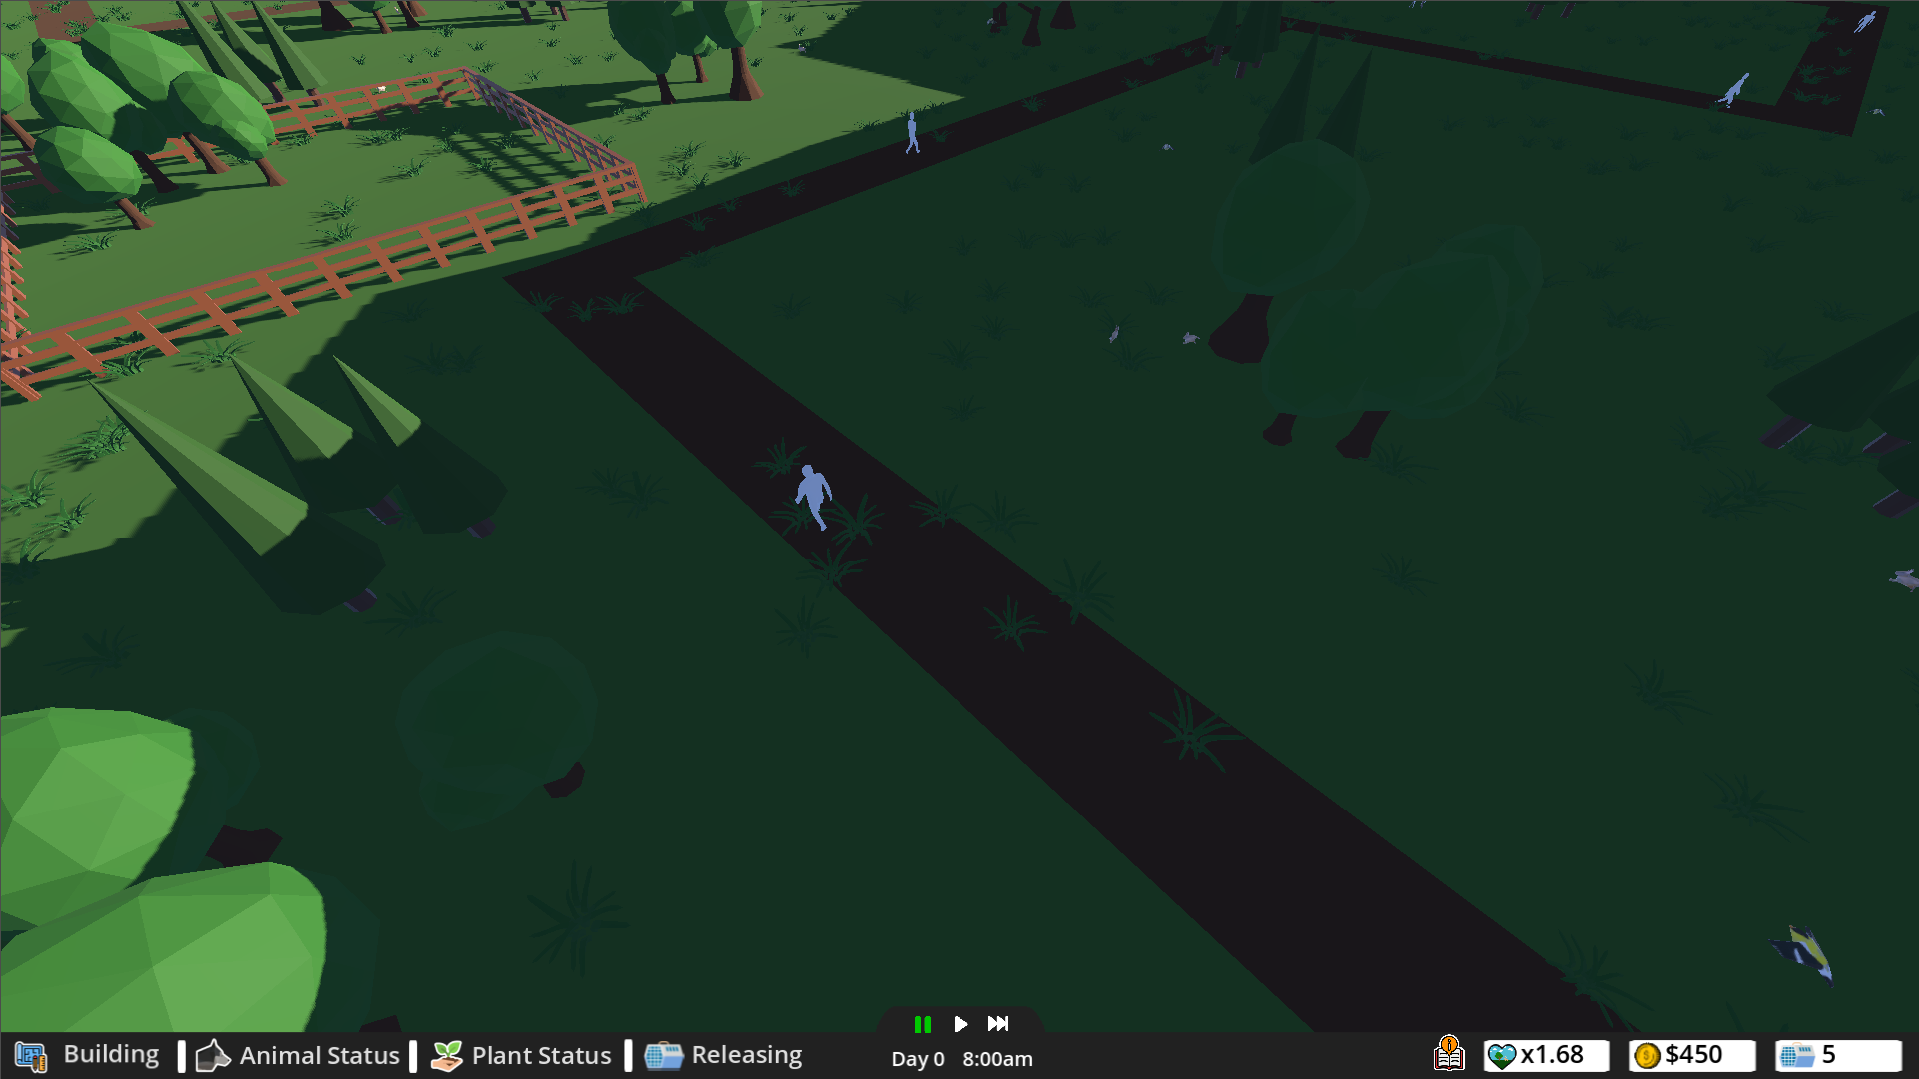 Building
Animal Status
Plant Status
Releasing
Day 0 8:00am
x1.68
$450
5